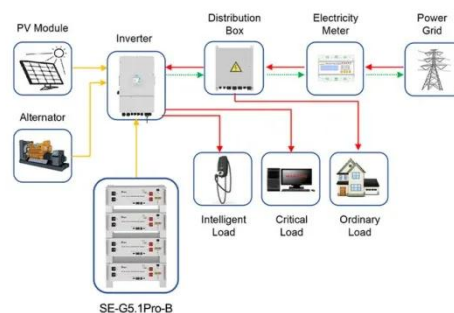 PV Module
Inverter
Distribution
Box
Electricity
Meter
Power
Grid
Alternator
Intelligent
Load
Critical
Load
Ordinary
Load
SE-G5.1Pro-B